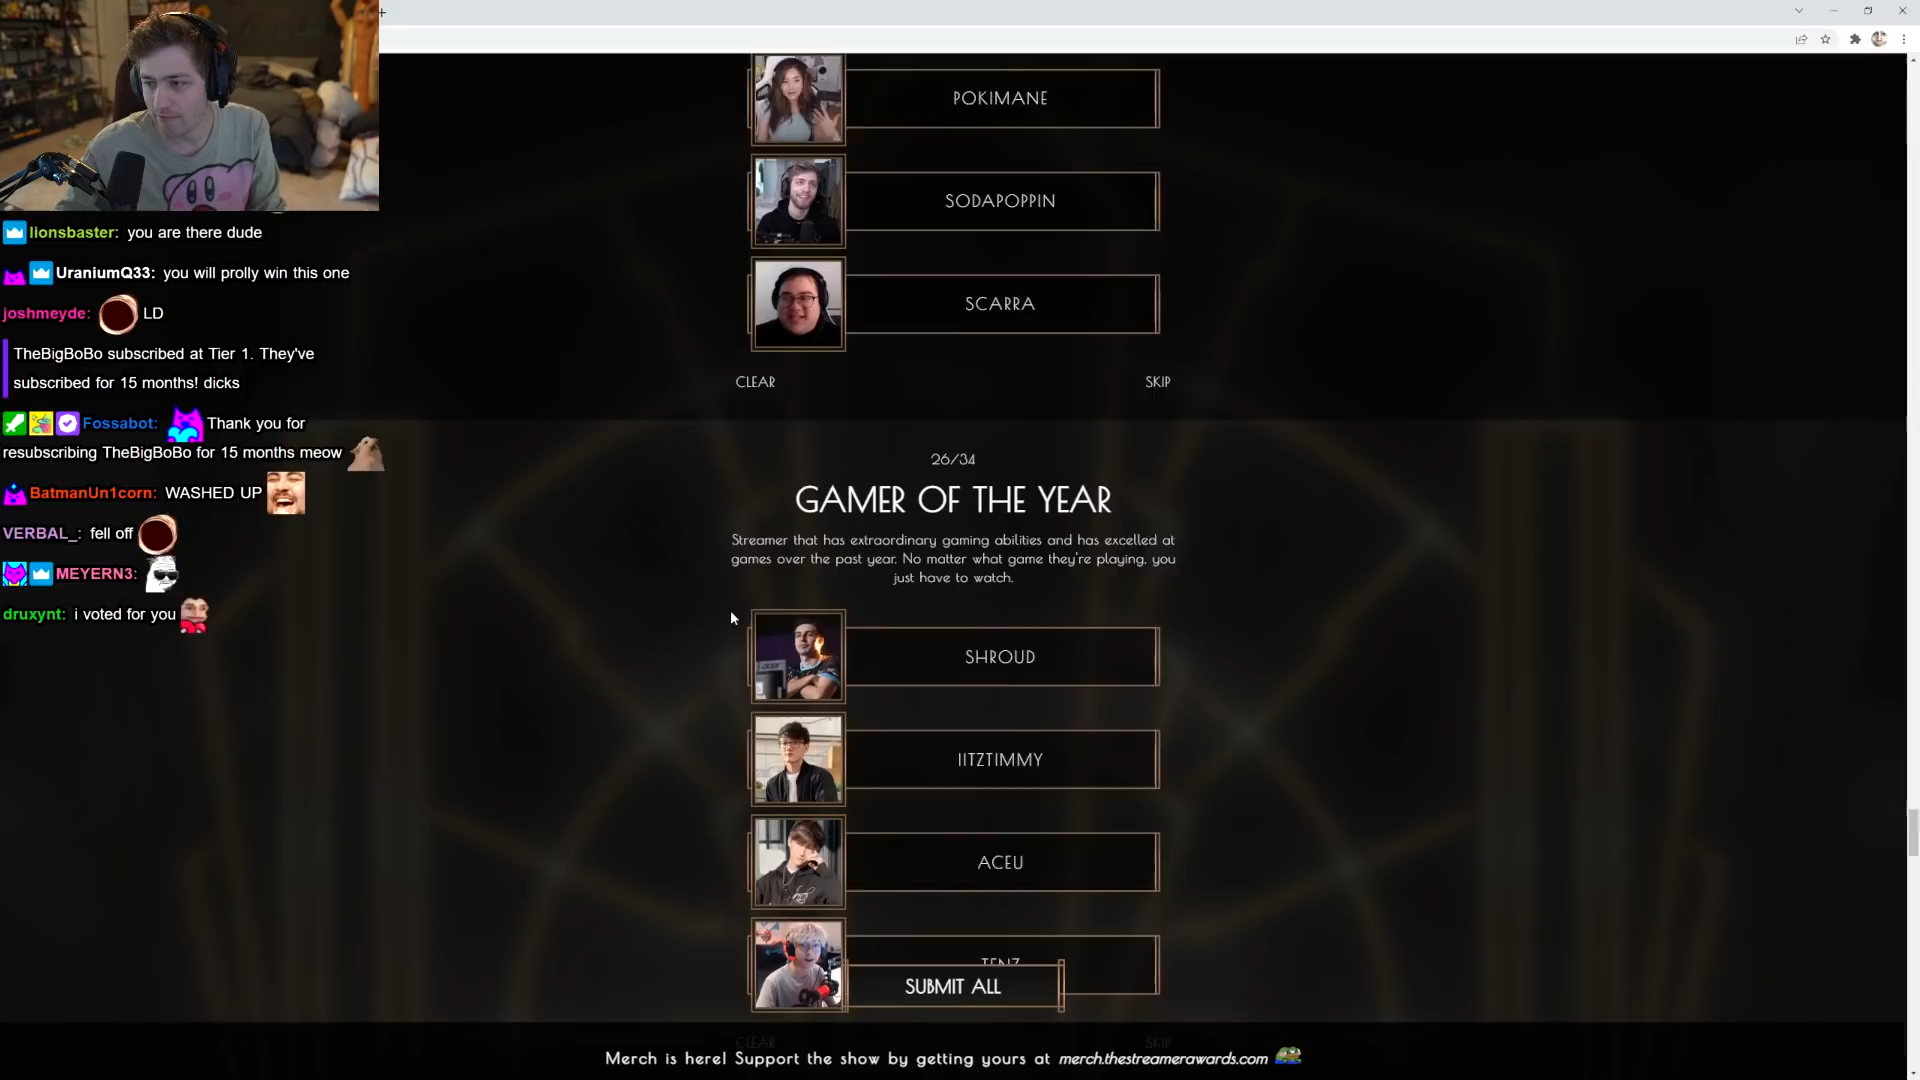 POKIMANE
SODAPOPPIN
SCARRA
CLEAR
SKIP
26/34
GAMER OF THE YEAR
Streamer that has extraordinary gaming abilities and has excelled at
games over the past year. No matter what game they're playing, you
just have to watch.
SHROUD
IITZTIMMY
ACEU
TENZ
SUBMIT ALL
CLEAR
SKIP
Merch is here! Support the show by getting yours at merch.thestreamerawards.com
lionsbaster: you are there dude
UraniumQ33: you will prolly win this one
joshmeyde: LD
TheBigBoBo subscribed at Tier 1. They've
subscribed for 15 months! dicks
Fossabot: Thank you for
resubscribing TheBigBoBo for 15 months meow
BatmanUn1corn: WASHED UP
VERBAL_: fell off
MEYERN3:
druxynt: i voted for you